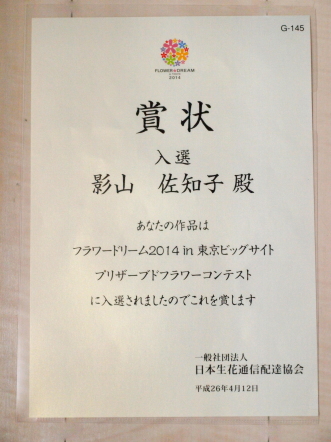 G-145
FLOWER DREAM
2014
賞状
入選
影山 佐知子 殿
あなたの作品は
フラワードリーム2014 in 東京ビッグサイト
プリザーブドフラワーコンテスト
に入選されましたのでこれを賞します
一般社団法人
日本生花通信配達協会
平成26年4月12日